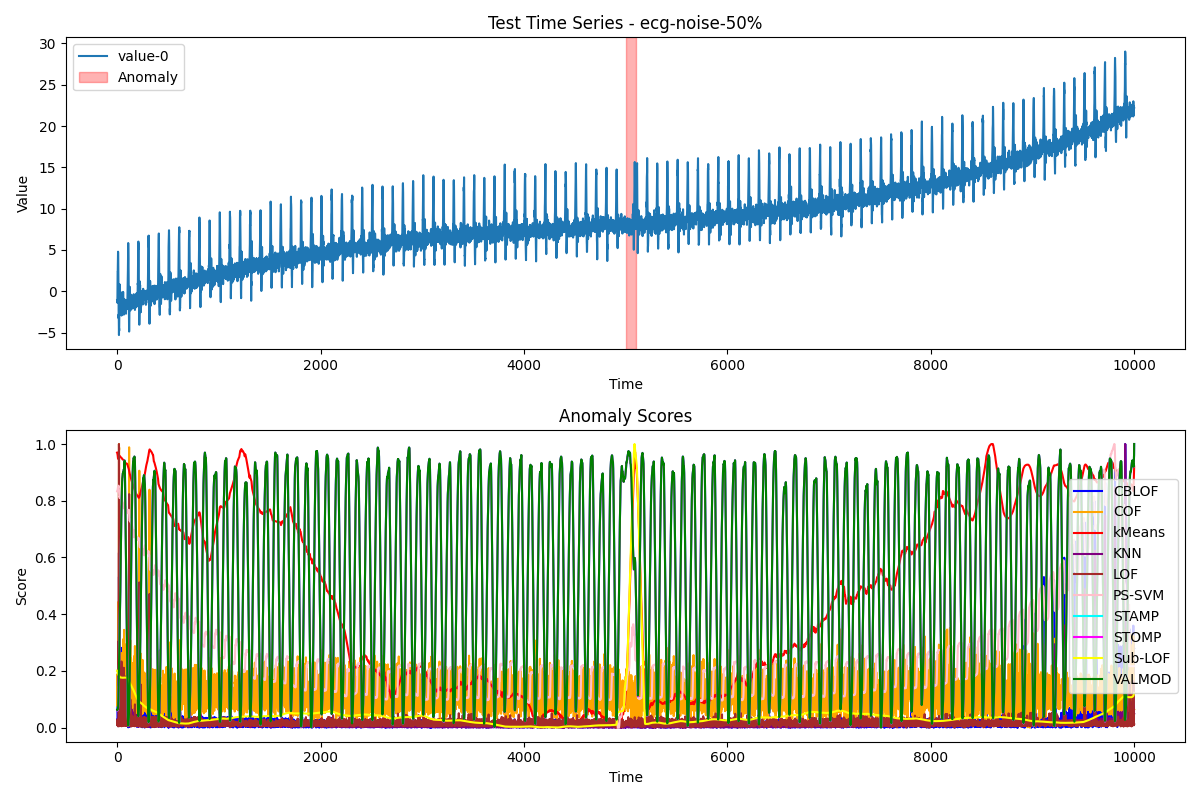 Test Time Series - ecg-noise-50%
value-0
Anomaly
30
25
20
15
10
5
0
−5
Value
0 2000 4000 6000 8000 10000
Time
Anomaly Scores
1.0
0.8
0.6
0.4
0.2
0.0
Score
CBLOF
COF
kMeans
KNN
LOF
PS-SVM
STAMP
STOMP
Sub-LOF
VALMOD
0 2000 4000 6000 8000 10000
Time